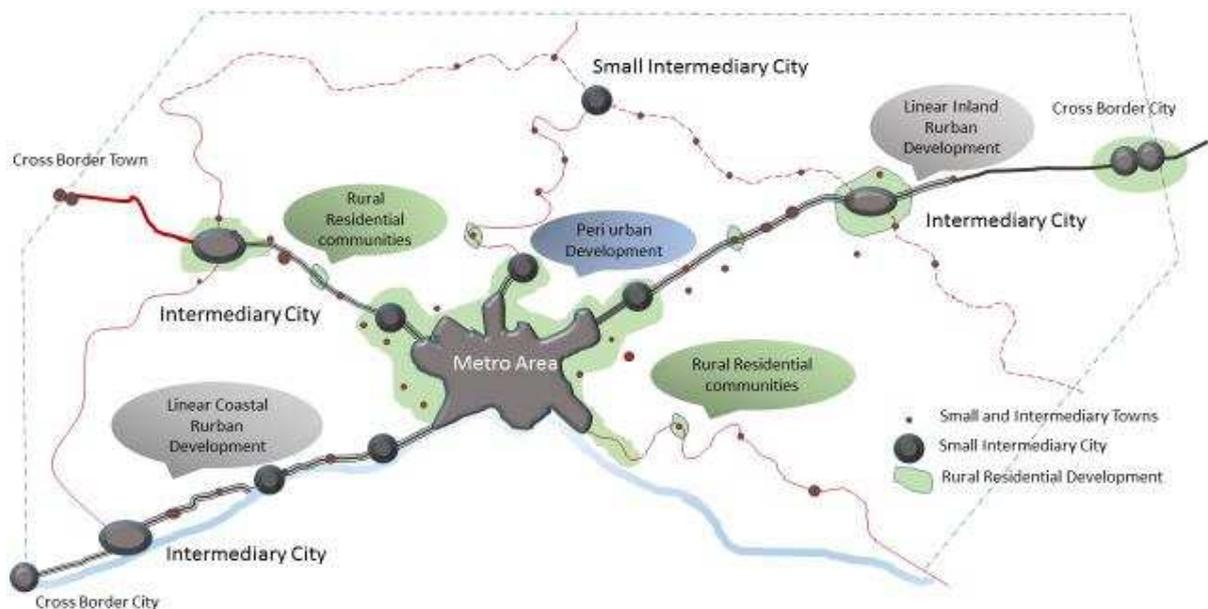 Small Intermediary City
Linear Inland
Rurban
Development
Cross Border City
Cross Border Town
Rural
Residential
communities
Peri urban
Development
Intermediary City
Intermediary City
Metro Area
Rural Residential
communities
Linear Coastal
Rurban
Development
Small and Intermediary Towns
Small Intermediary City
Rural Residential Development
Intermediary City
Cross Border City